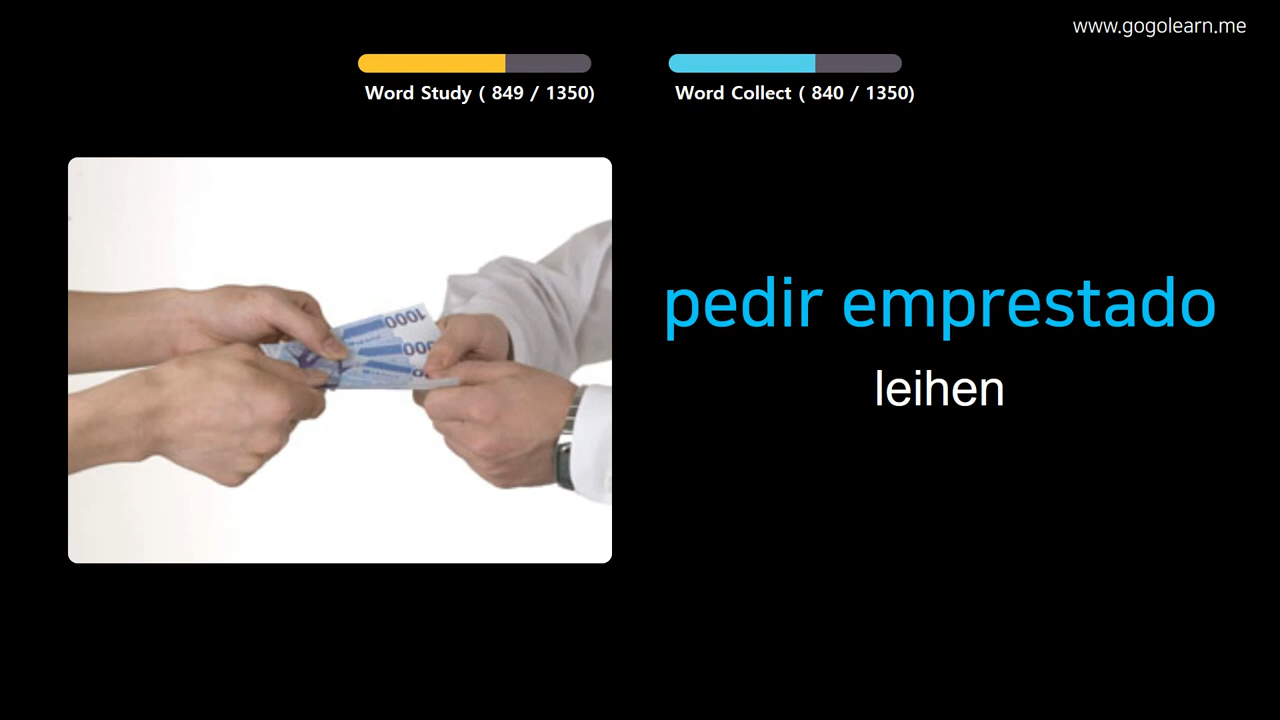 www.gogolearn.me
Word Study ( 849 / 1350)
Word Collect ( 840 / 1350)
1000
pedir emprestado
leihen